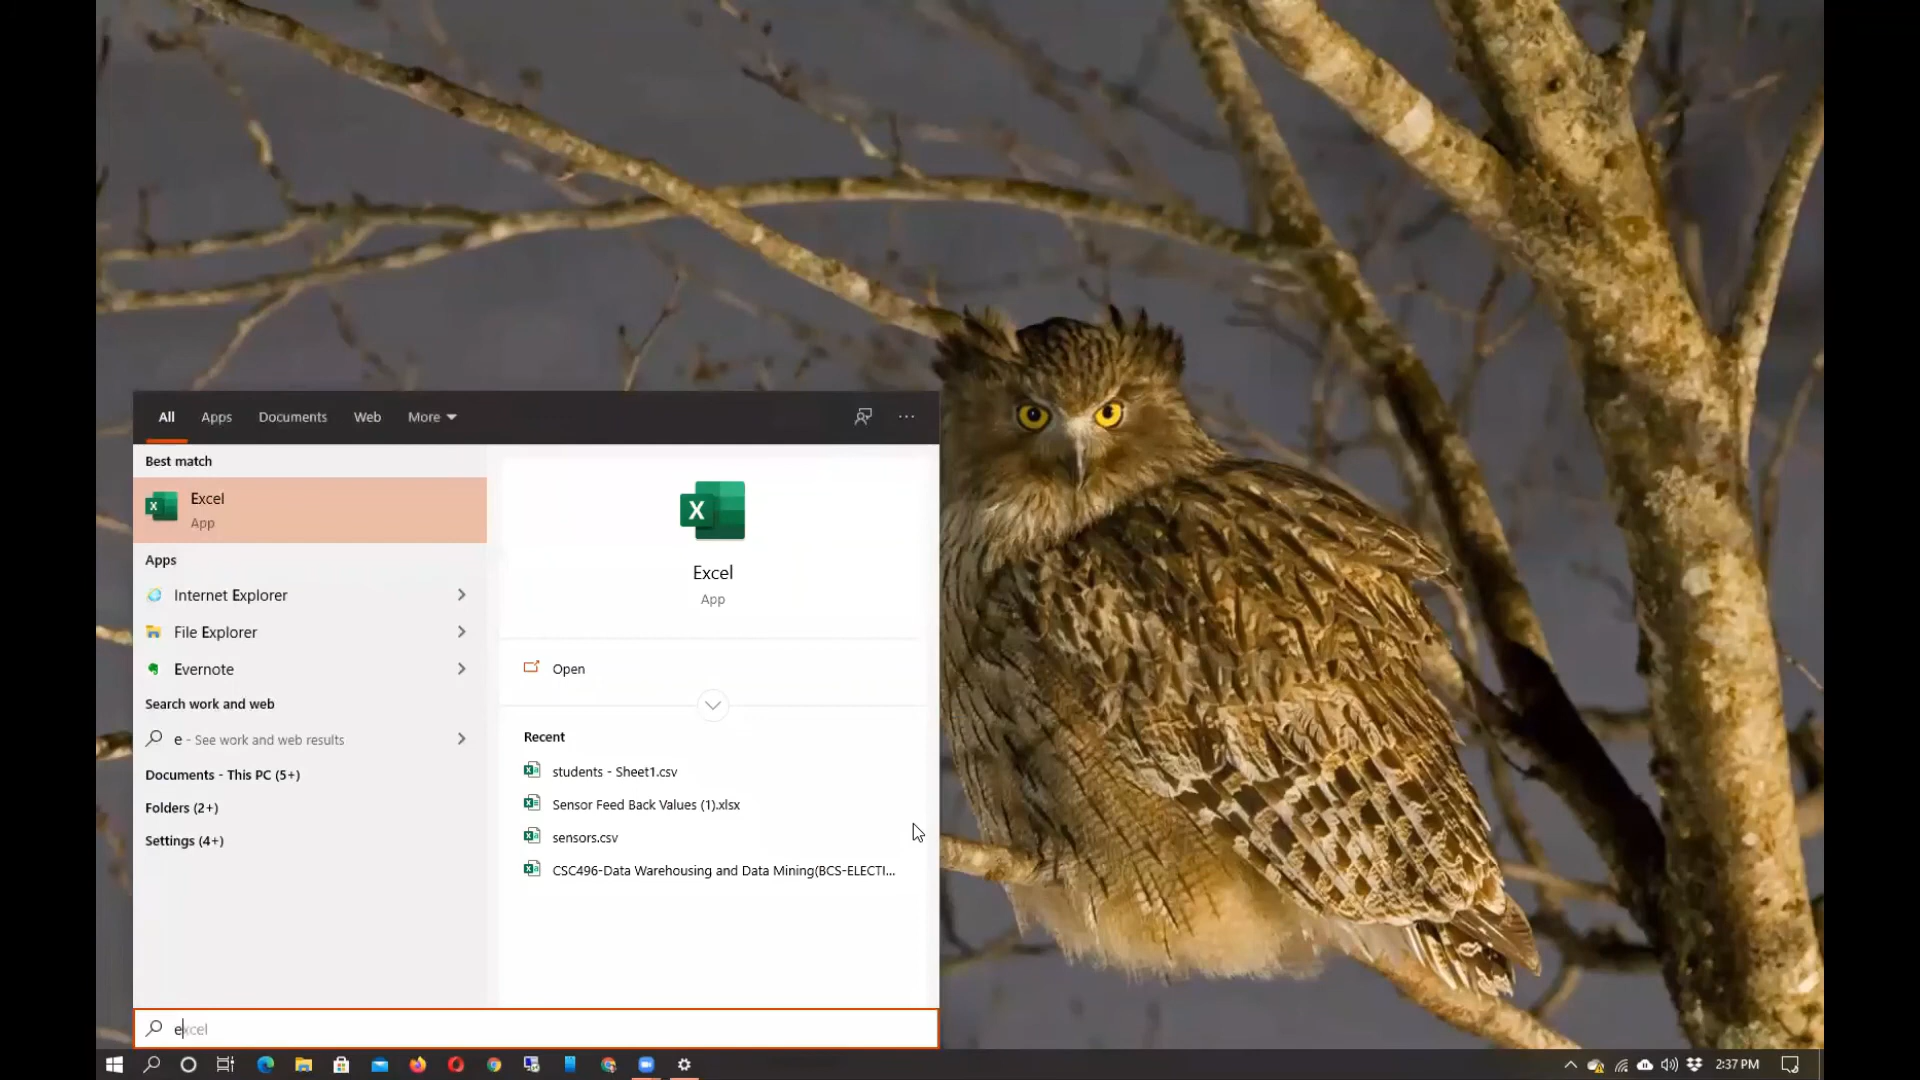 All Apps Documents Web More
Best match
Excel
App
Apps
Internet Explorer
File Explorer
Evernote
Search work and web
e - See work and web results
Documents - This PC (5+)
Folders (2+)
Settings (4+)
Excel
App
Open
Recent
students - Sheet1.csv
Sensor Feed Back Values (1).xlsx
sensors.csv
CSC496-Data Warehousing and Data Mining(BCS-ELECTI...
excel
2:37 PM